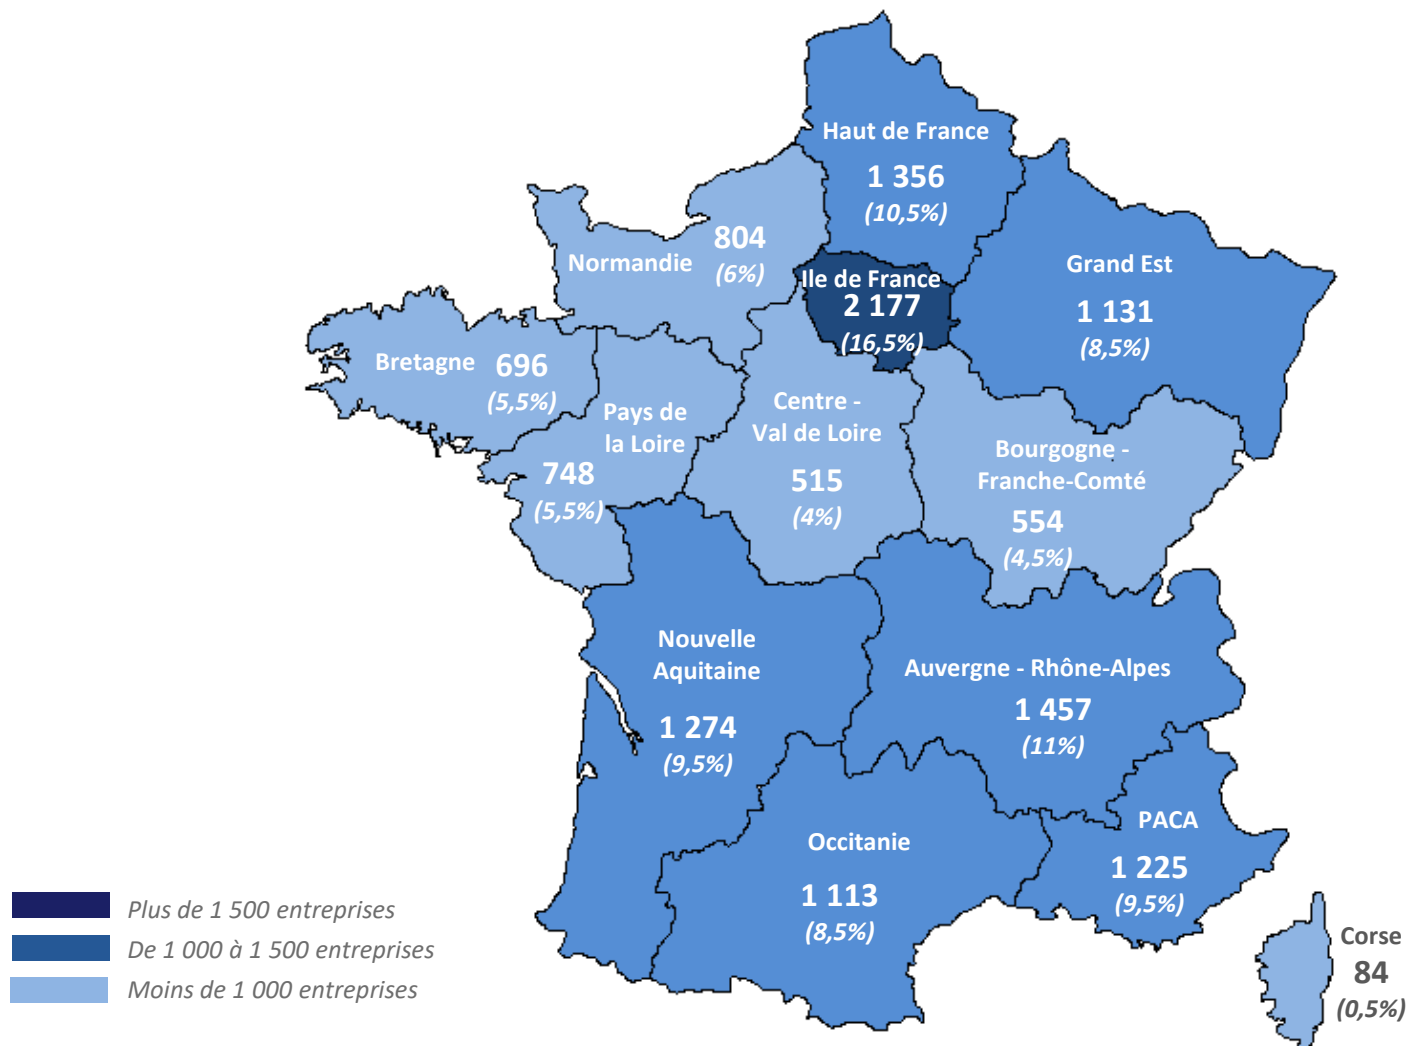 Haut de France
1 356
(10,5%)
Normandie
804
(6%)
Ile de France
2 177
(16,5%)
Grand Est
1 131
(8,5%)
Bretagne
696
(5,5%)
Pays de
la Loire
748
(5,5%)
Centre -
Val de Loire
515
(4%)
Bourgogne -
Franche-Comté
554
(4,5%)
Nouvelle
Aquitaine
1 274
(9,5%)
Auvergne - Rhône-Alpes
1 457
(11%)
Occitanie
1 113
(8,5%)
PACA
1 225
(9,5%)
Corse
84
(0,5%)
Plus de 1 500 entreprises
De 1 000 à 1 500 entreprises
Moins de 1 000 entreprises